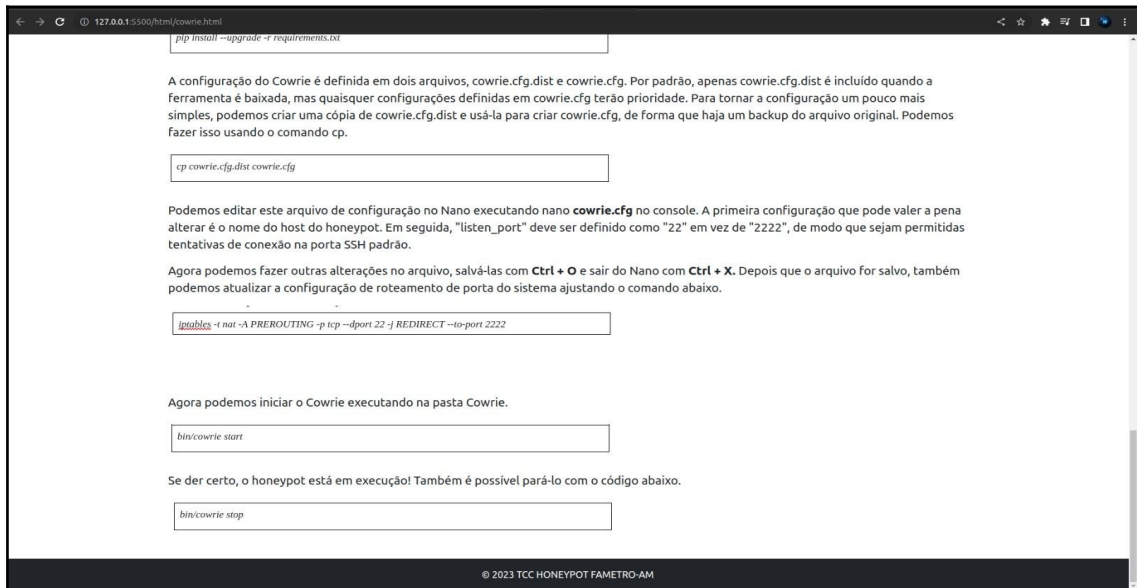 127.0.0.1:5500/html/cowrie.html
pip install --upgrade -r requirements.txt
A configuração do Cowrie é definida em dois arquivos, cowrie.cfg.dist e cowrie.cfg. Por padrão, apenas cowrie.cfg.dist é incluído quando a
ferramenta é baixada, mas quaisquer configurações definidas em cowrie.cfg terão prioridade. Para tornar a configuração um pouco mais
simples, podemos criar uma cópia de cowrie.cfg.dist e usá-la para criar cowrie.cfg, de forma que haja um backup do arquivo original. Podemos
fazer isso usando o comando cp.
cp cowrie.cfg.dist cowrie.cfg
Podemos editar este arquivo de configuração no Nano executando nano cowrie.cfg no console. A primeira configuração que pode valer a pena
alterar é o nome do host do honeypot. Em seguida, "listen_port" deve ser definido como "22" em vez de "2222", de modo que sejam permitidas
tentativas de conexão na porta SSH padrão.
Agora podemos fazer outras alterações no arquivo, salvá-las com Ctrl + O e sair do Nano com Ctrl + X. Depois que o arquivo for salvo, também
podemos atualizar a configuração de roteamento de porta do sistema ajustando o comando abaixo.
iptables -t nat -A PREROUTING -p tcp --dport 22 -j REDIRECT --to-port 2222
Agora podemos iniciar o Cowrie executando na pasta Cowrie.
bin/cowrie start
Se der certo, o honeypot está em execução! Também é possível pará-lo com o código abaixo.
bin/cowrie stop
© 2023 TCC HONEYPOT FAMETRO-AM